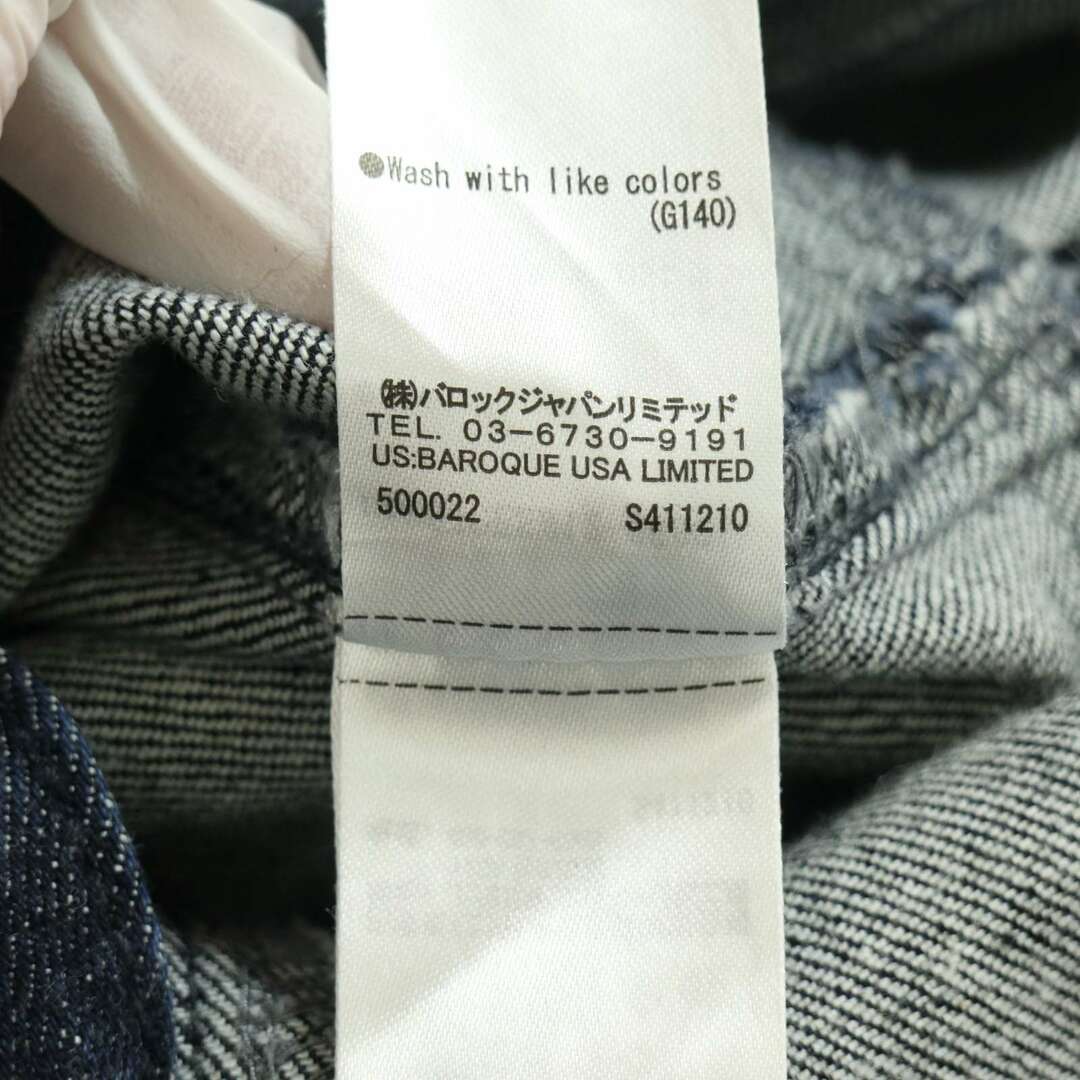 ●Wash with like colors
(G140)
㈱バロックジャパンリミテッド
TEL. 03-6730-9191
US:BAROQUE USA LIMITED
500022 S411210